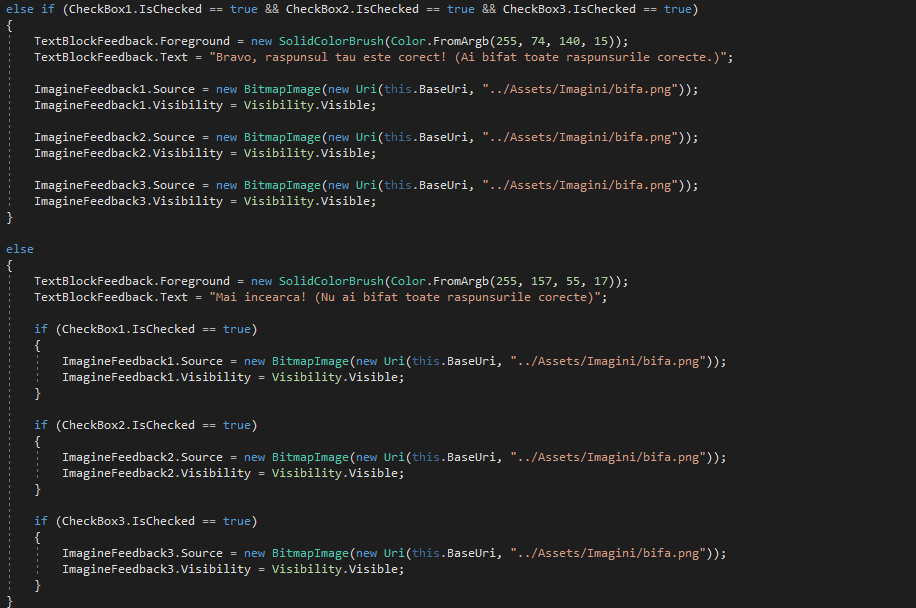 else if (CheckBox1.IsChecked == true && CheckBox2.IsChecked == true && CheckBox3.IsChecked == true)
{
    TextBlockFeedback.Foreground = new SolidColorBrush(Color.FromArgb(255, 74, 140, 15));
    TextBlockFeedback.Text = "Bravo, raspunsul tau este corect! (Ai bifat toate raspunsurile corecte.)";

    ImagineFeedback1.Source = new BitmapImage(new Uri(this.BaseUri, "../Assets/Imagini/bifa.png"));
    ImagineFeedback1.Visibility = Visibility.Visible;

    ImagineFeedback2.Source = new BitmapImage(new Uri(this.BaseUri, "../Assets/Imagini/bifa.png"));
    ImagineFeedback2.Visibility = Visibility.Visible;

    ImagineFeedback3.Source = new BitmapImage(new Uri(this.BaseUri, "../Assets/Imagini/bifa.png"));
    ImagineFeedback3.Visibility = Visibility.Visible;
}

else
{
    TextBlockFeedback.Foreground = new SolidColorBrush(Color.FromArgb(255, 157, 55, 17));
    TextBlockFeedback.Text = "Mai incearca! (Nu ai bifat toate raspunsurile corecte)";

    if (CheckBox1.IsChecked == true)
    {
        ImagineFeedback1.Source = new BitmapImage(new Uri(this.BaseUri, "../Assets/Imagini/bifa.png"));
        ImagineFeedback1.Visibility = Visibility.Visible;
    }

    if (CheckBox2.IsChecked == true)
    {
        ImagineFeedback2.Source = new BitmapImage(new Uri(this.BaseUri, "../Assets/Imagini/bifa.png"));
        ImagineFeedback2.Visibility = Visibility.Visible;
    }

    if (CheckBox3.IsChecked == true)
    {
        ImagineFeedback3.Source = new BitmapImage(new Uri(this.BaseUri, "../Assets/Imagini/bifa.png"));
        ImagineFeedback3.Visibility = Visibility.Visible;
    }
}